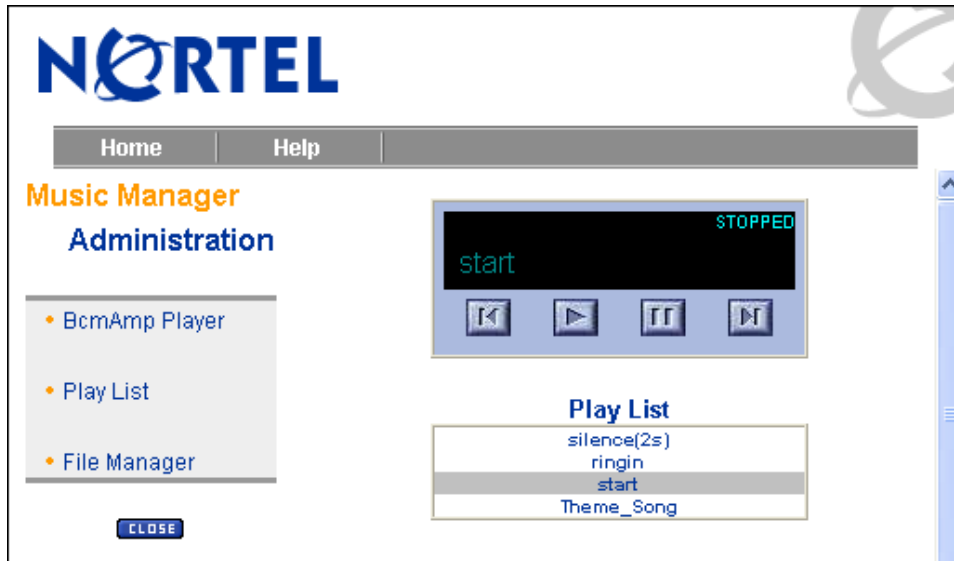 NORTEL
Home Help
Music Manager
Administration
• BcmAmp Player
• Play List
• File Manager
CLOSE
STOPPED
start
Play List
silence(2s)
ringin
start
Theme_Song